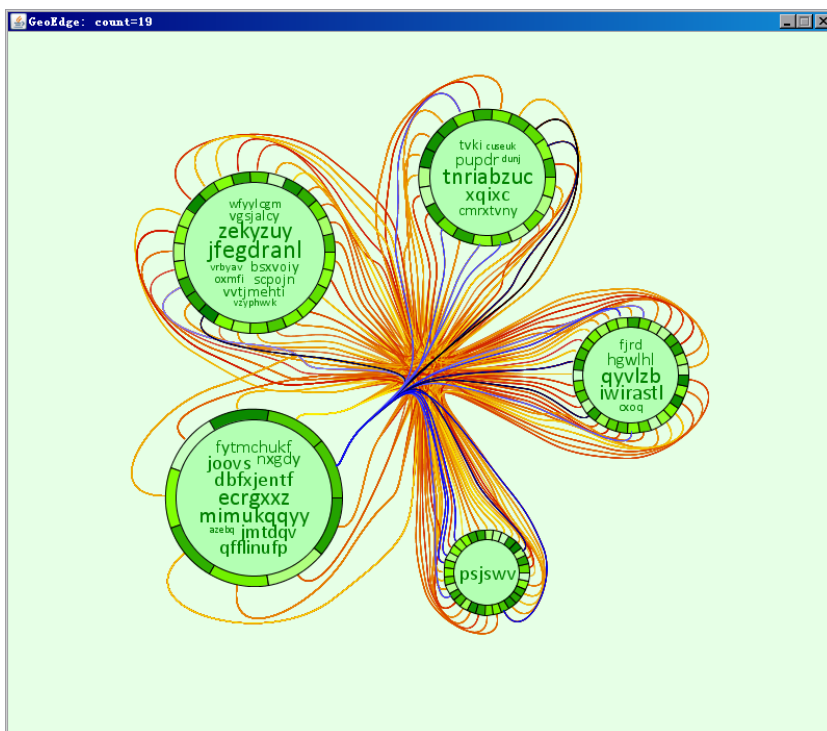 GeoEdge: count=19
tvki cuseuk
pupdr dunj
tnriabzuc
xqixc
cmrxtvny
wfyylcgm
vgsjalcy
zekyzuy
jfegdranl
vrbyav bsxvoiy
oxmfi scpojn
vvtjmehti
vzyphwvk
fjrd
hgwlhl
qyvlzb
iwirastl
cxoq
fytmchukf
joovs nxgdy
dbfxjentf
ecrgxxz
mimukqqyy
azebq jmtdqv
qfflinufp
psjswv